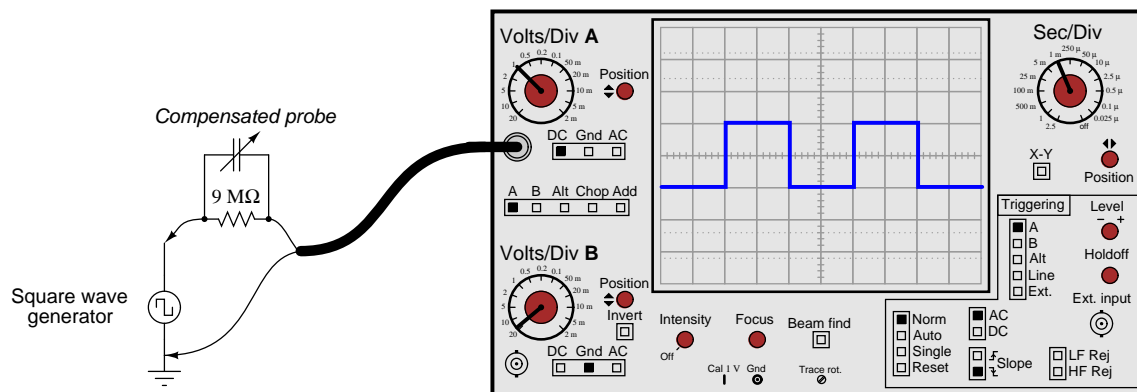 Compensated probe
9 MΩ
Square wave
generator
Volts/Div A
0.5 0.2 0.1
1 50 m
2 20 m
5 10 m
10 5 m
20 2 m
Position
DC Gnd AC
A B Alt Chop Add
Volts/Div B
0.5 0.2 0.1
1 50 m
2 20 m
5 10 m
10 5 m
20 2 m
Position
Invert
DC Gnd AC
Intensity
Off
Focus
Beam find
Cal 1 V Gnd
Trace rot.
Sec/Div
250 µ
1 m 50 µ
5 m 10 µ
25 m 2.5 µ
100 m 0.5 µ
500 m 0.1 µ
1 0.025 µ
2.5 off
X-Y
Position
Triggering
A
B
Alt
Line
Ext.
Level
− +
Holdoff
Ext. input
Norm
Auto
Single
Reset
AC
DC
Slope
LF Rej
HF Rej